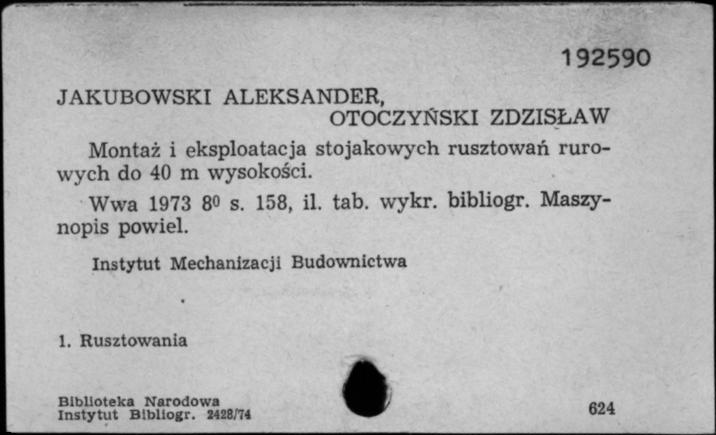 192590
JAKUBOWSKI ALEKSANDER,
OTOCZYŃSKI ZDZISŁAW
Montaż i eksploatacja stojakowych rusztowań ruro-
wych do 40 m wysokości.
Wwa 1973 8⁰ s. 158, il. tab. wykr. bibliogr. Maszy-
nopis powiel.
Instytut Mechanizacji Budownictwa
1. Rusztowania
Biblioteka Narodowa
Instytut Bibliogr. 2428/74
624